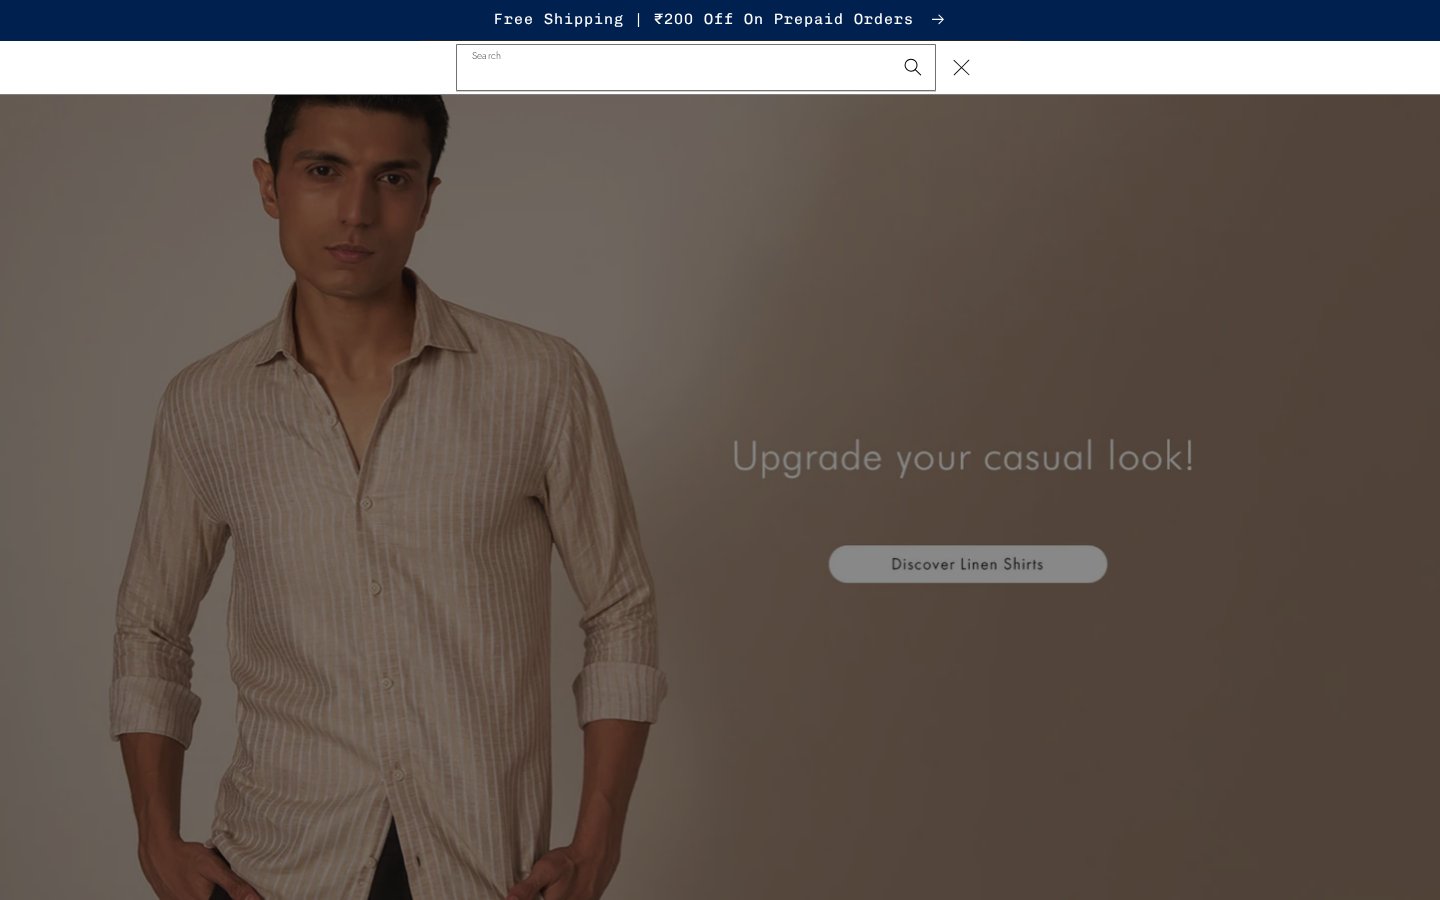 Free Shipping | ₹200 Off On Prepaid Orders
Search
Upgrade your casual look!
Discover Linen Shirts